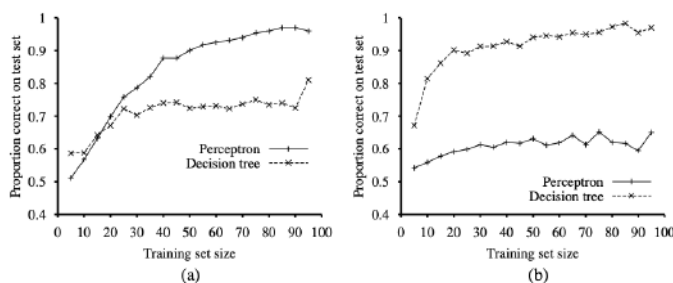 Proportion correct on test set
1
0.9
0.8
0.7
0.6
0.5
0.4
Perceptron
Decision tree
0 10 20 30 40 50 60 70 80 90 100
Training set size
(a)
Proportion correct on test set
1
0.9
0.8
0.7
0.6
0.5
0.4
Perceptron
Decision tree
0 10 20 30 40 50 60 70 80 90 100
Training set size
(b)